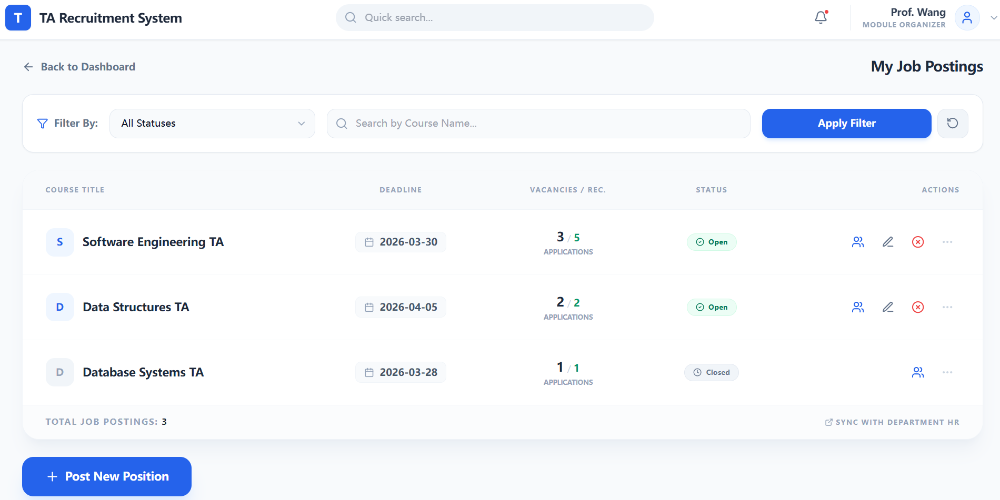 T
TA Recruitment System
Quick search...
Prof. Wang
MODULE ORGANIZER
Back to Dashboard
My Job Postings
Filter By:
All Statuses
Search by Course Name...
Apply Filter
COURSE TITLE
DEADLINE
VACANCIES / REC.
STATUS
ACTIONS
S
Software Engineering TA
2026-03-30
3 / 5
APPLICATIONS
Open
D
Data Structures TA
2026-04-05
2 / 2
APPLICATIONS
Open
D
Database Systems TA
2026-03-28
1 / 1
APPLICATIONS
Closed
TOTAL JOB POSTINGS: 3
SYNC WITH DEPARTMENT HR
Post New Position